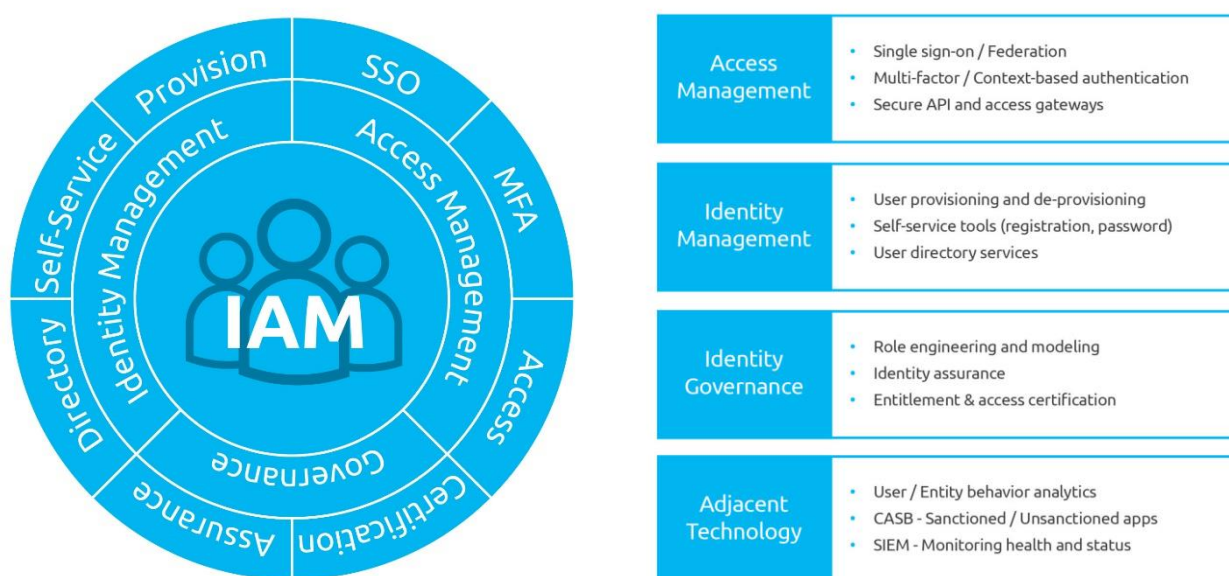 Provision
SSO
Self-Service
MFA
Identity Management
Access Management
IAM
Directory
Access
Governance
Assurance
Certification
Access
Management
• Single sign-on / Federation
• Multi-factor / Context-based authentication
• Secure API and access gateways
Identity
Management
• User provisioning and de-provisioning
• Self-service tools (registration, password)
• User directory services
Identity
Governance
• Role engineering and modeling
• Identity assurance
• Entitlement & access certification
Adjacent
Technology
• User / Entity behavior analytics
• CASB - Sanctioned / Unsanctioned apps
• SIEM - Monitoring health and status